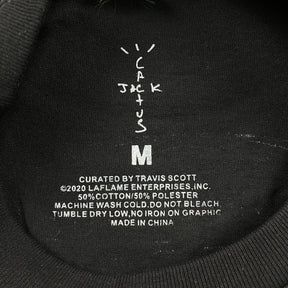 CACTUS
JACK
M
CURATED BY TRAVIS SCOTT
©2020 LAFLAME ENTERPRISES,INC.
50%COTTON/50% POLESTER
MACHINE WASH COLD.DO NOT BLEACH.
TUMBLE DRY LOW,NO IRON ON GRAPHIC
MADE IN CHINA